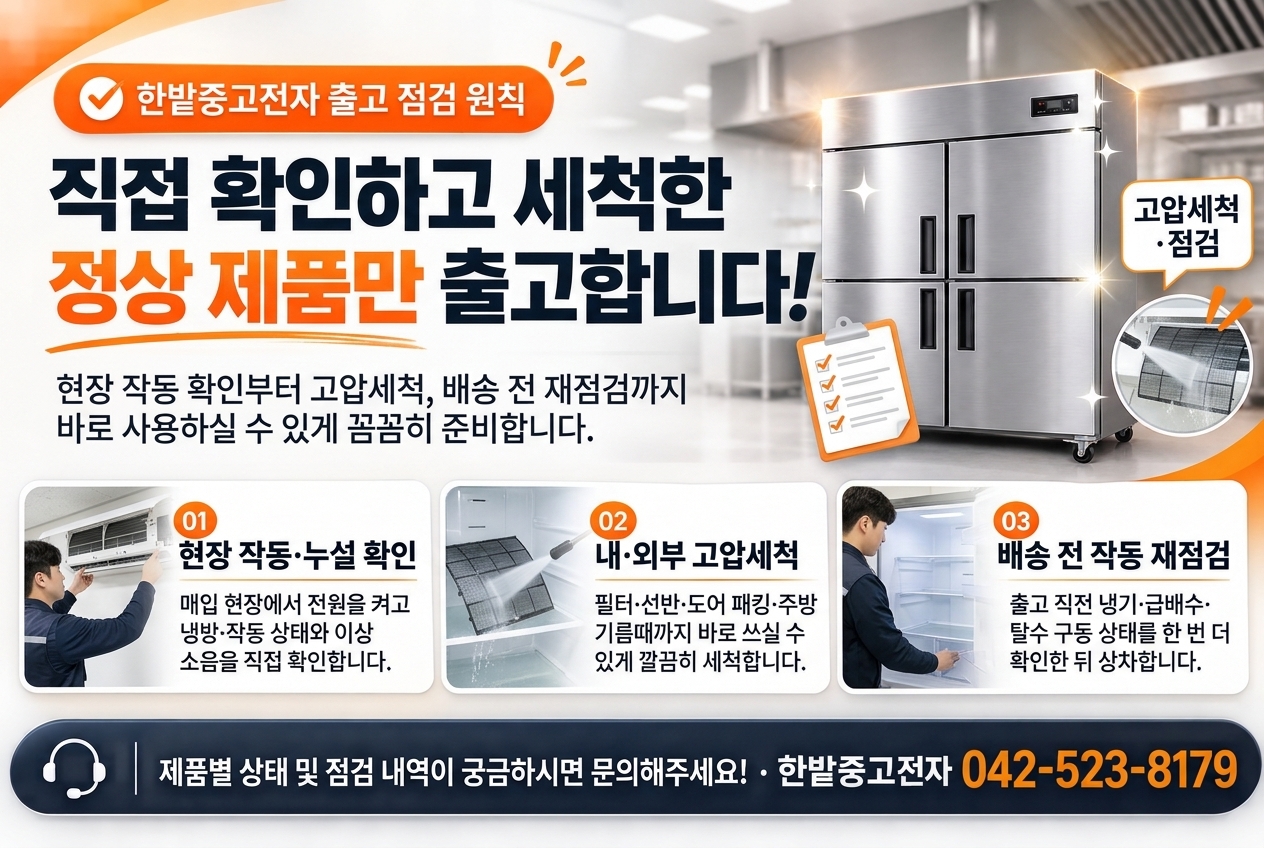 한밭중고전자 출고 점검 원칙
직접 확인하고 세척한
정상 제품만 출고합니다!
현장 작동 확인부터 고압세척, 배송 전 재점검까지
바로 사용하실 수 있게 꼼꼼히 준비합니다.
고압세척
·점검
01
현장 작동·누설 확인
매입 현장에서 전원을 켜고
냉방·작동 상태와 이상
소음을 직접 확인합니다.
02
내·외부 고압세척
필터·선반·도어 패킹·주방
기름때까지 바로 쓰실 수
있게 깔끔히 세척합니다.
03
배송 전 작동 재점검
출고 직전 냉기·급배수·
탈수 구동 상태를 한 번 더
확인한 뒤 상차합니다.
제품별 상태 및 점검 내역이 궁금하시면 문의해주세요! · 한밭중고전자 042-523-8179